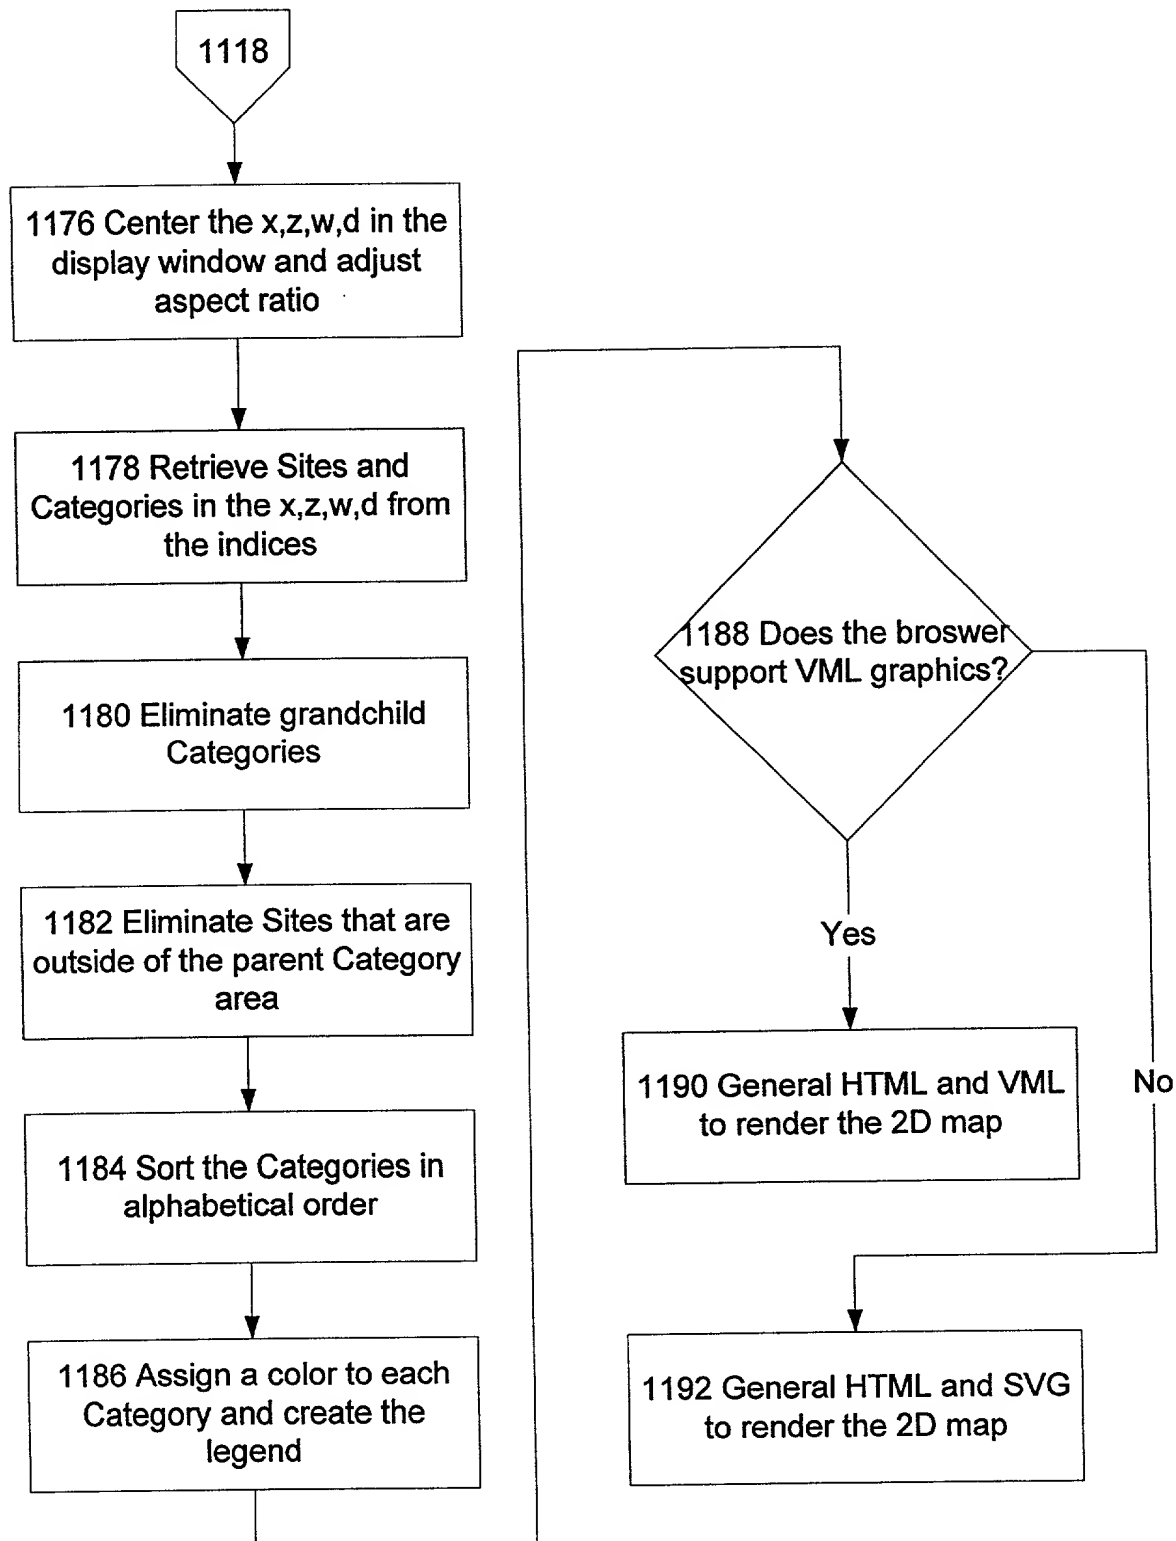 1118
1176 Center the x,z,w,d in the
display window and adjust
aspect ratio
1178 Retrieve Sites and
Categories in the x,z,w,d from
the indices
1180 Eliminate grandchild
Categories
1182 Eliminate Sites that are
outside of the parent Category
area
1184 Sort the Categories in
alphabetical order
1186 Assign a color to each
Category and create the
legend
1188 Does the broswer
support VML graphics?
Yes
No
1190 General HTML and VML
to render the 2D map
1192 General HTML and SVG
to render the 2D map